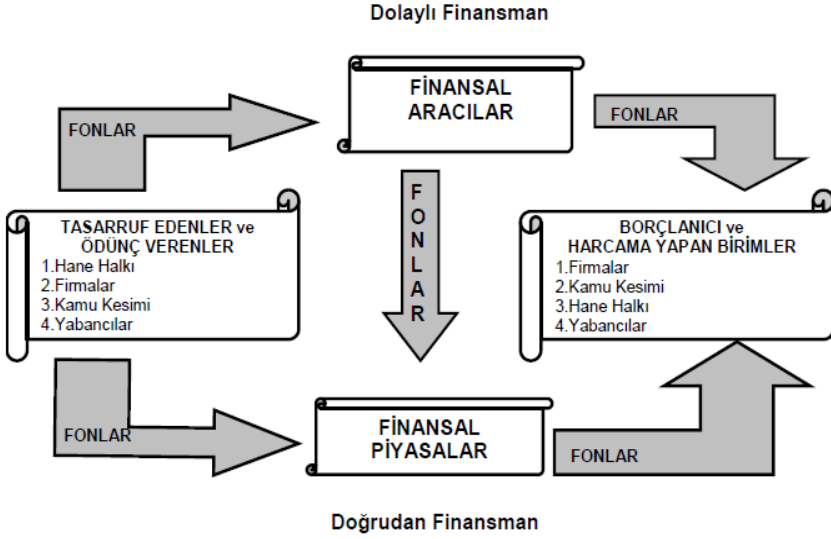 Dolaylı Finansman
FİNANSAL
ARACILAR
FONLAR
FONLAR
TASARRUF EDENLER ve
ÖDÜNÇ VERENLER
1.Hane Halkı
2.Firmalar
3.Kamu Kesimi
4.Yabancılar
FONLAR
BORÇLANICI ve
HARCAMA YAPAN BİRİMLER
1.Firmalar
2.Kamu Kesimi
3.Hane Halkı
4.Yabancılar
FONLAR
FİNANSAL
PİYASALAR
FONLAR
Doğrudan Finansman